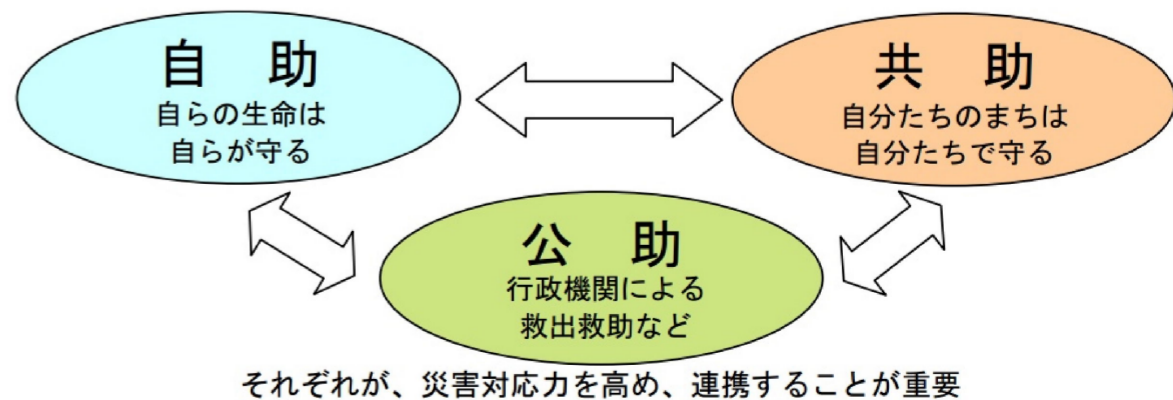 自　助
自らの生命は
自らが守る
共　助
自分たちのまちは
自分たちで守る
公　助
行政機関による
救出救助など
それぞれが、災害対応力を高め、連携することが重要